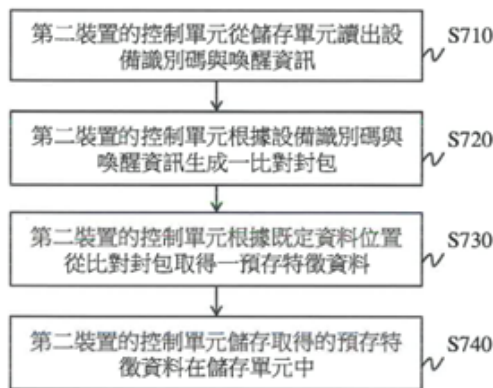 第二裝置的控制單元從儲存單元讀出設
備識別碼與喚醒資訊
S710
第二裝置的控制單元根據設備識別碼與
喚醒資訊生成一比對封包
S720
第二裝置的控制單元根據既定資料位置
從比對封包取得一預存特徵資料
S730
第二裝置的控制單元儲存取得的預存特
徵資料在儲存單元中
S740